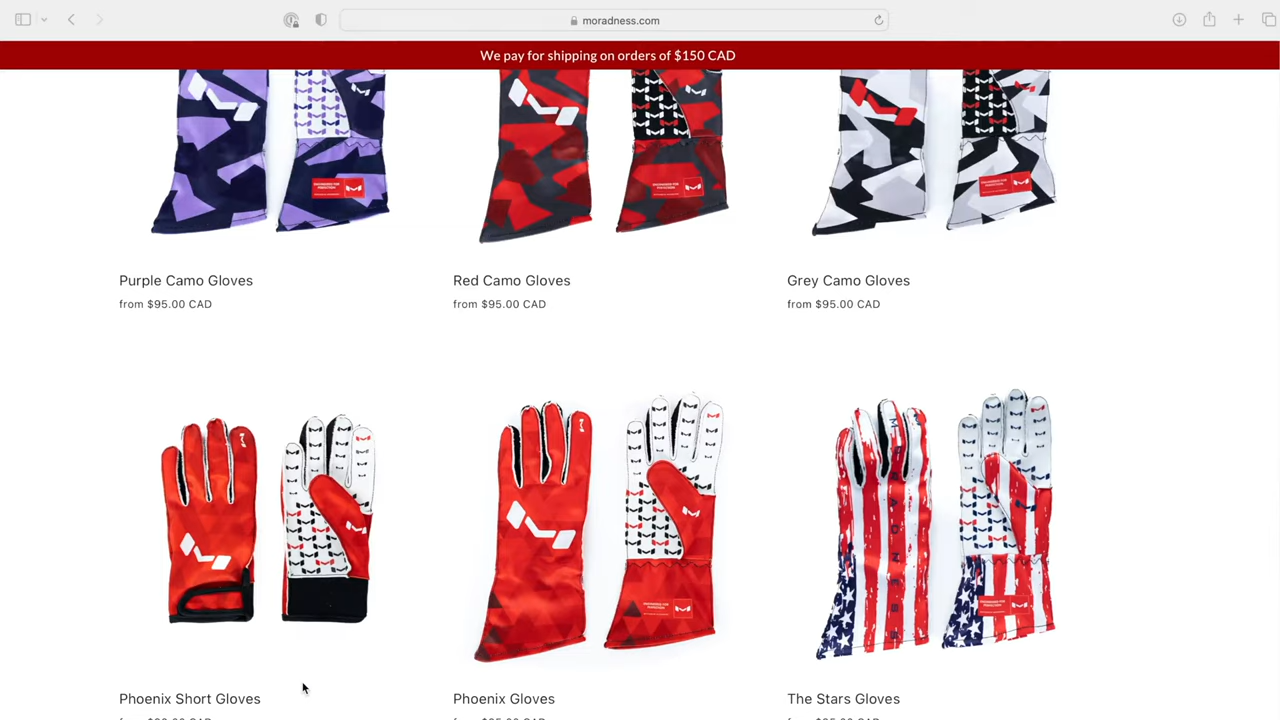 moradness.com
We pay for shipping on orders of $150 CAD
Purple Camo Gloves
Red Camo Gloves
Grey Camo Gloves
from $95.00 CAD
from $95.00 CAD
from $95.00 CAD
Phoenix Short Gloves
Phoenix Gloves
The Stars Gloves